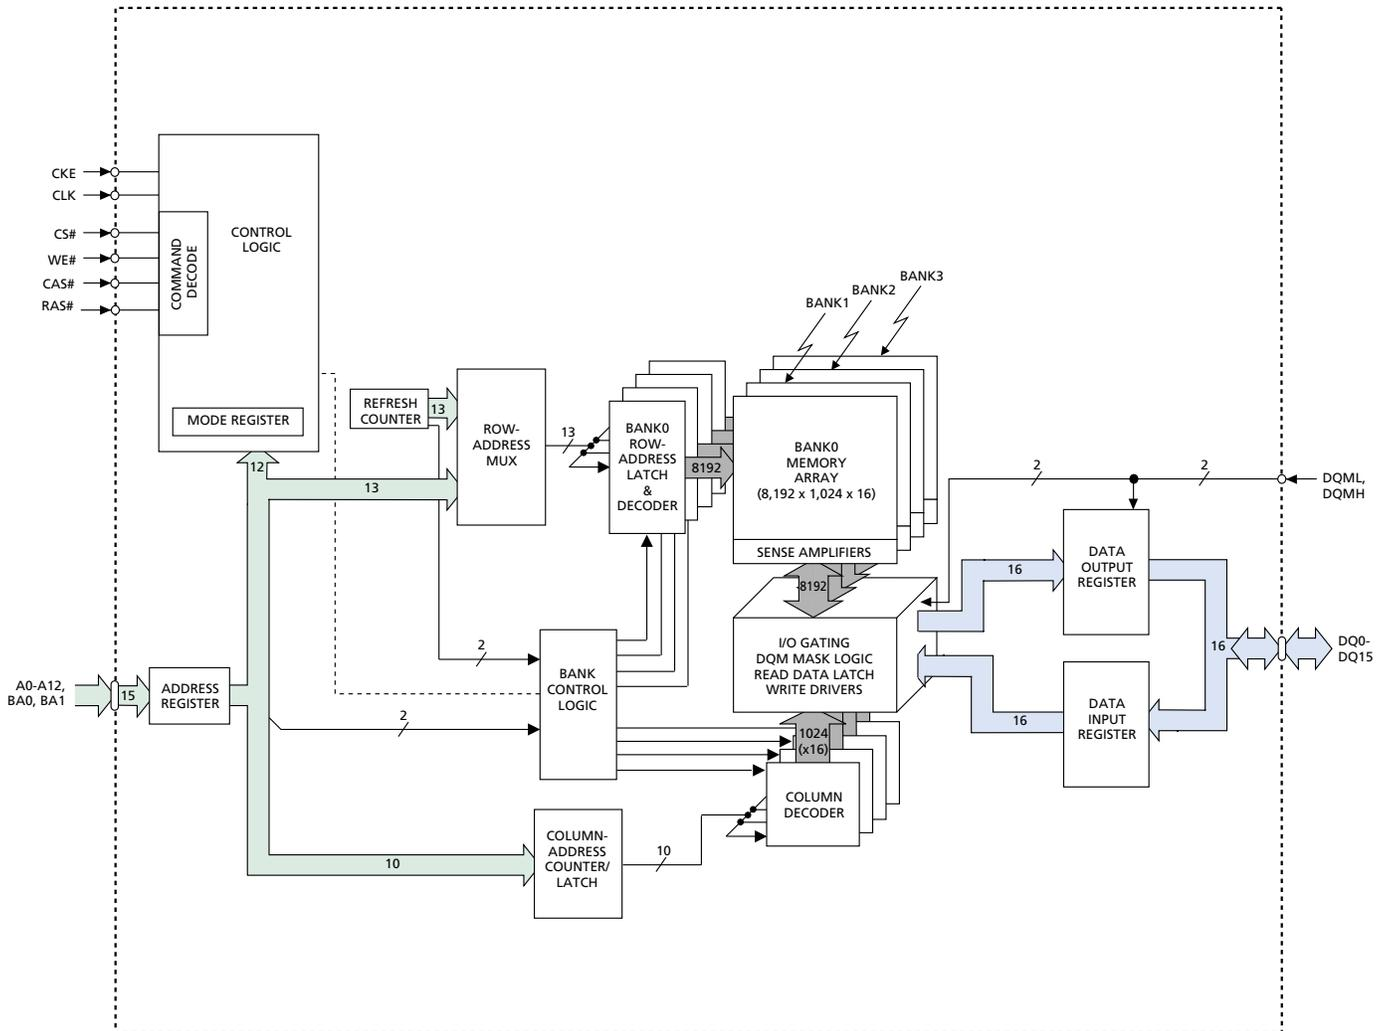 CKE
CLK
CS#
WE#
CAS#
RAS#
COMMAND
DECODE
CONTROL
LOGIC
MODE REGISTER
12
BANK1
BANK2
BANK3
REFRESH
COUNTER
13
ROW-
ADDRESS
MUX
13
13
BANK0
ROW-
ADDRESS
LATCH
&
DECODER
8192
BANK0
MEMORY
ARRAY
(8,192 x 1,024 x 16)
SENSE AMPLIFIERS
8192
2
2
DQML,
DQMH
DATA
OUTPUT
REGISTER
16
16
DQ0-
DQ15
I/O GATING
DQM MASK LOGIC
READ DATA LATCH
WRITE DRIVERS
DATA
INPUT
REGISTER
16
A0-A12,
BA0, BA1
15
ADDRESS
REGISTER
2
2
BANK
CONTROL
LOGIC
1024
(x16)
COLUMN
DECODER
10
COLUMN-
ADDRESS
COUNTER/
LATCH
10